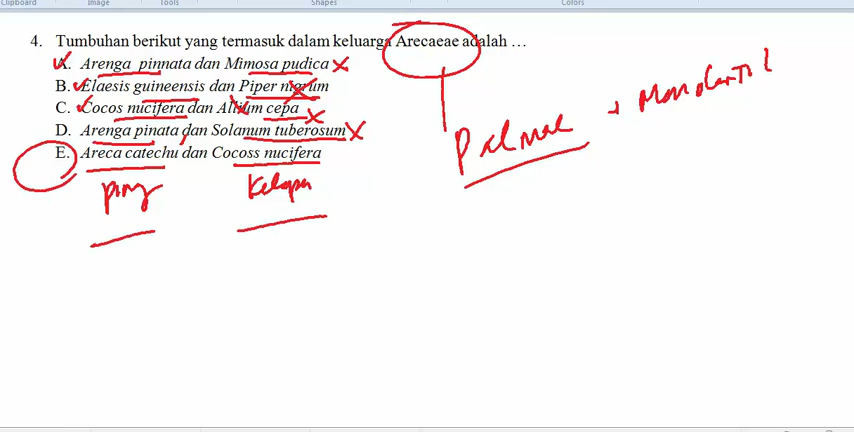 Clipboard Image Tools Shapes Colors
4. Tumbuhan berikut yang termasuk dalam keluarga Arecaeae adalah …
A. Arenga pinnata dan Mimosa pudica
B. Elaesis guineensis dan Piper nigrum
C. Cocos nucifera dan Allium cepa
D. Arenga pinata dan Solanum tuberosum
E. Areca catechu dan Cocoss nucifera
Palmae
Kelapa